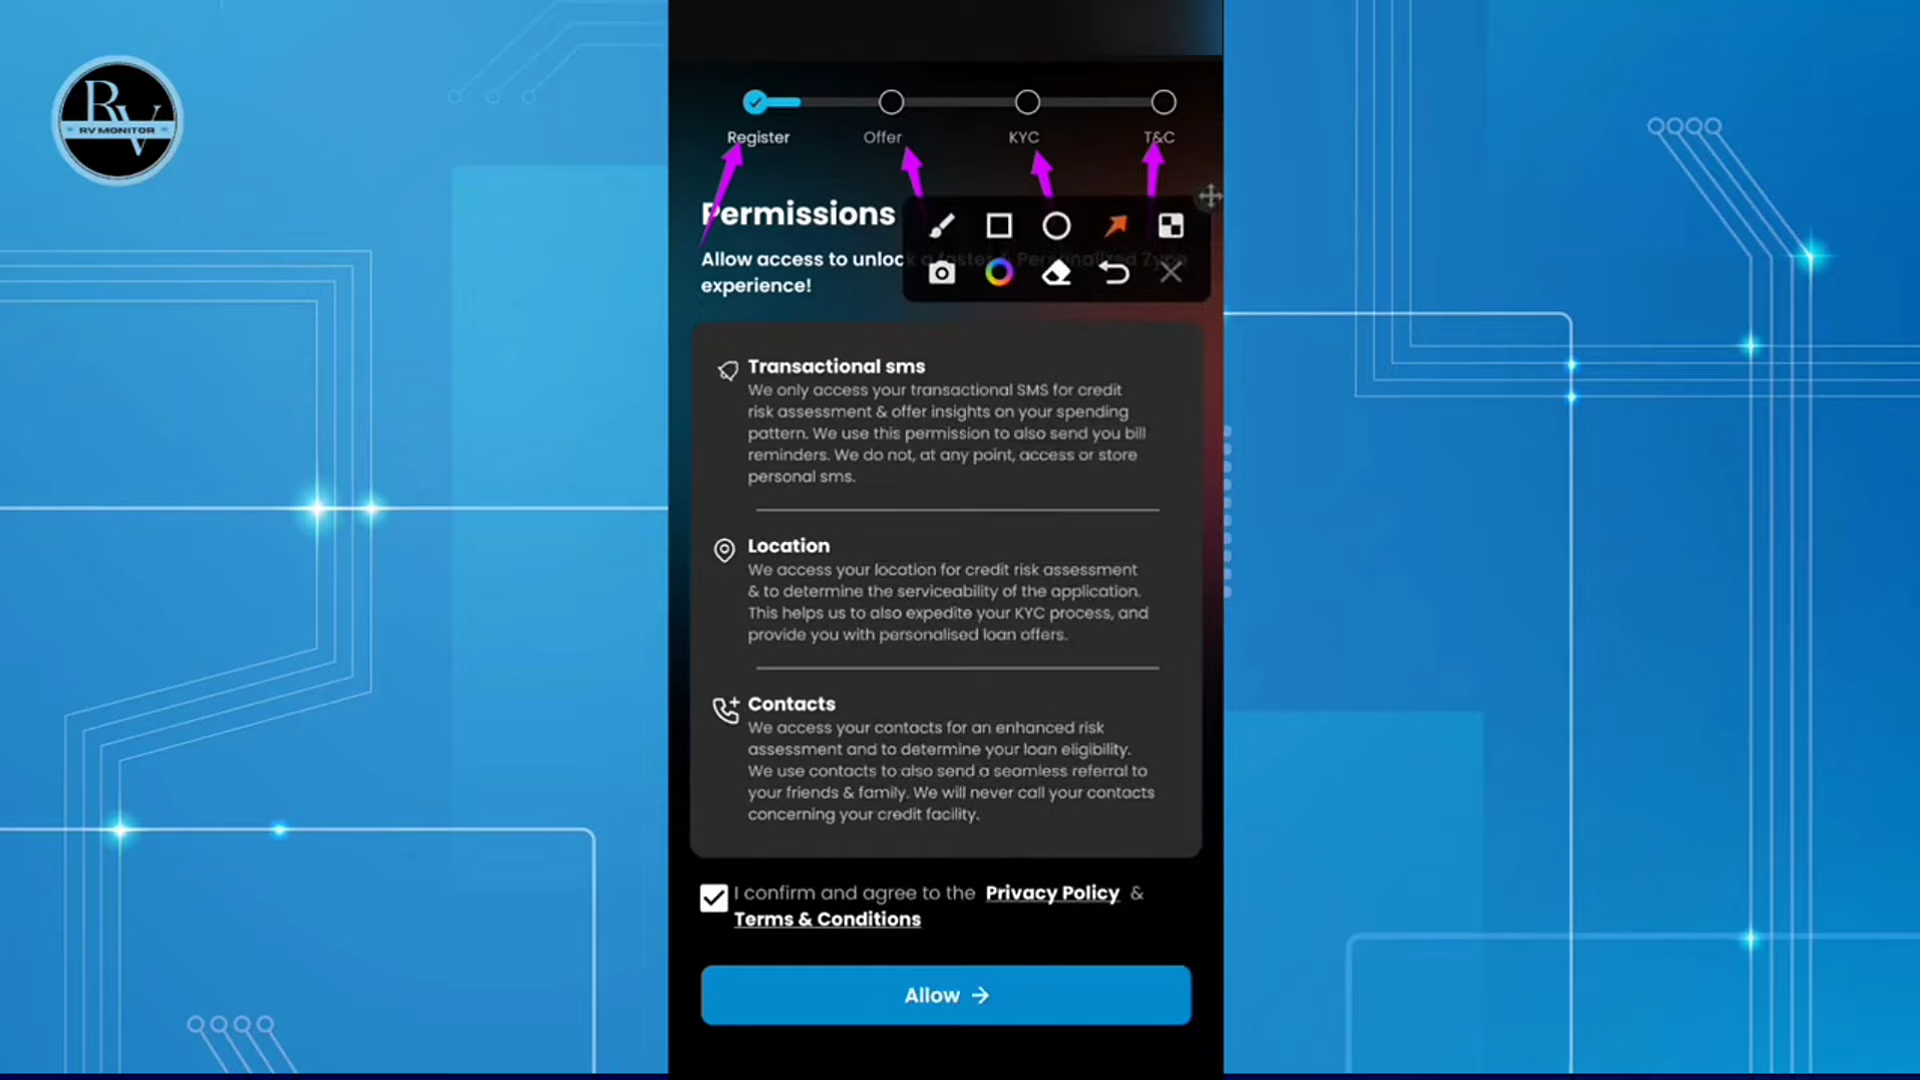 RV
RV MONITOR
Register
Offer
KYC
T&C
Permissions
Allow access to unlock a faster & Personalized Zype
experience!
Transactional sms
We only access your transactional SMS for credit
risk assessment & offer insights on your spending
pattern. We use this permission to also send you bill
reminders. We do not, at any point, access or store
personal sms.
Location
We access your location for credit risk assessment
& to determine the serviceability of the application.
This helps us to also expedite your KYC process, and
provide you with personalised loan offers.
Contacts
We access your contacts for an enhanced risk
assessment and to determine your loan eligibility.
We use contacts to also send a seamless referral to
your friends & family. We will never call your contacts
concerning your credit facility.
I confirm and agree to the Privacy Policy &
Terms & Conditions
Allow →